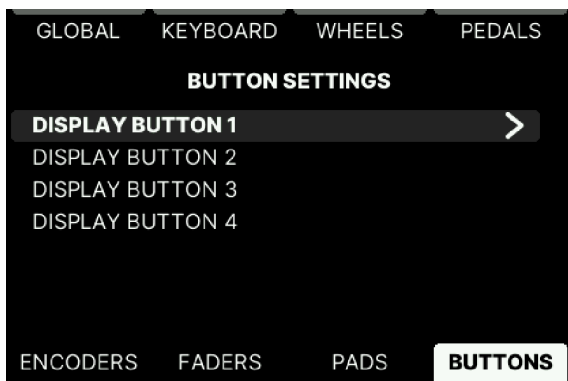 GLOBAL KEYBOARD WHEELS PEDALS
BUTTON SETTINGS
DISPLAY BUTTON 1
DISPLAY BUTTON 2
DISPLAY BUTTON 3
DISPLAY BUTTON 4
ENCODERS FADERS PADS BUTTONS